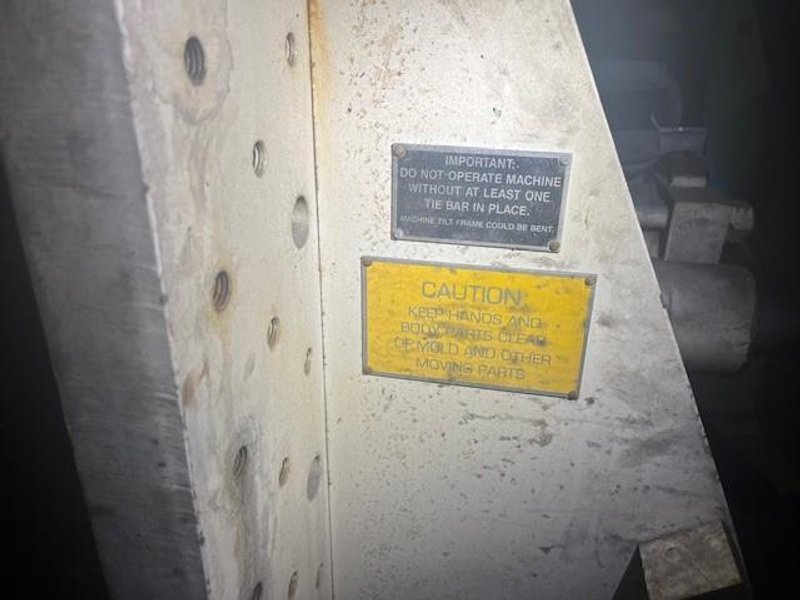 IMPORTANT:
DO NOT OPERATE MACHINE
WITHOUT AT LEAST ONE
TIE BAR IN PLACE.
MACHINE TILT FRAME COULD BE BENT.
CAUTION
KEEP HANDS AND
BODY PARTS CLEAR
OF MOLD AND OTHER
MOVING PARTS